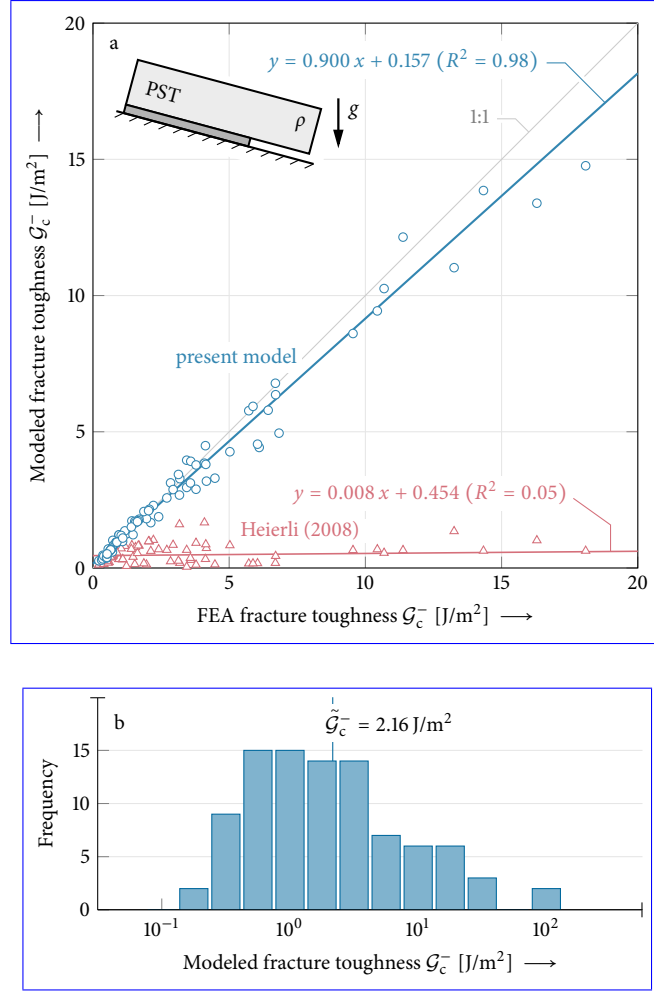 a
PST
ρ
g
y = 0.900 x + 0.157 (R² = 0.98)
1:1
present model
y = 0.008 x + 0.454 (R² = 0.05)
Heierli (2008)
20
15
10
5
0
0 5 10 15 20
Modeled fracture toughness 𝒢c⁻ [J/m²] ⟶
FEA fracture toughness 𝒢c⁻ [J/m²] ⟶
b
𝒢̃c⁻ = 2.16 J/m²
15
10
5
0
Frequency
10⁻¹ 10⁰ 10¹ 10²
Modeled fracture toughness 𝒢c⁻ [J/m²] ⟶